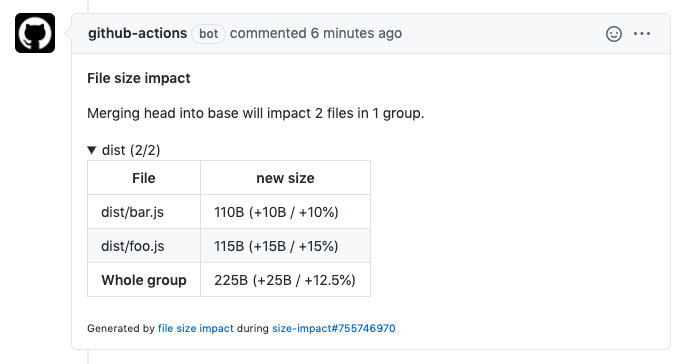 github-actions bot commented 6 minutes ago
File size impact
Merging head into base will impact 2 files in 1 group.
▼ dist (2/2)
File new size
dist/bar.js 110B (+10B / +10%)
dist/foo.js 115B (+15B / +15%)
Whole group 225B (+25B / +12.5%)
Generated by file size impact during size-impact#755746970